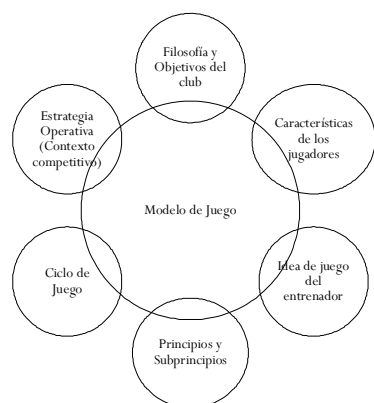 Filosofía y
Objetivos del
club
Estrategia
Operativa
(Contexto
competitivo)
Características
de los
jugadores
Modelo de Juego
Ciclo de
Juego
Idea de juego
del
entrenador
Principios y
Subprincipios